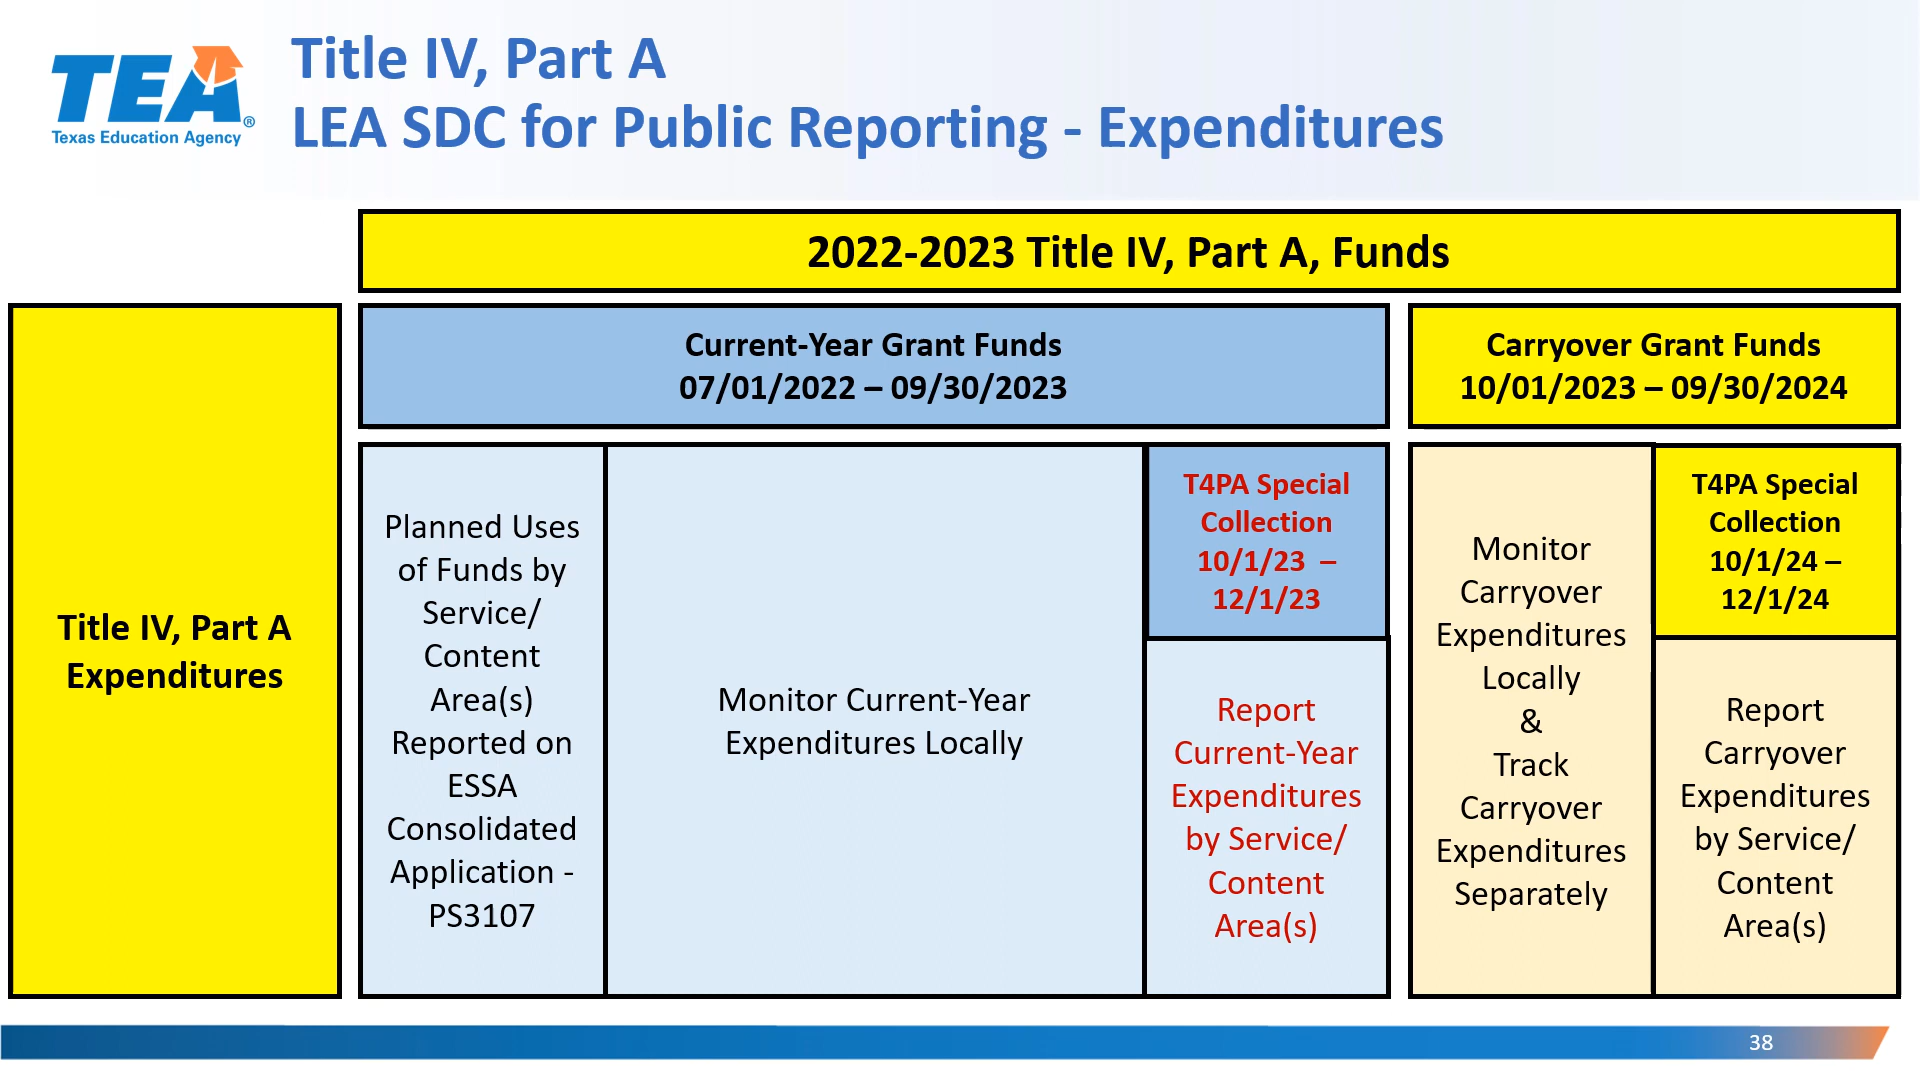 TEA®
Texas Education Agency
Title IV, Part A
LEA SDC for Public Reporting - Expenditures
2022-2023 Title IV, Part A, Funds
Title IV, Part A
Expenditures
Current-Year Grant Funds
07/01/2022 – 09/30/2023
Carryover Grant Funds
10/01/2023 – 09/30/2024
Planned Uses
of Funds by
Service/
Content
Area(s)
Reported on
ESSA
Consolidated
Application -
PS3107
Monitor Current-Year
Expenditures Locally
T4PA Special
Collection
10/1/23 –
12/1/23
Report
Current-Year
Expenditures
by Service/
Content
Area(s)
Monitor
Carryover
Expenditures
Locally
&
Track
Carryover
Expenditures
Separately
T4PA Special
Collection
10/1/24 –
12/1/24
Report
Carryover
Expenditures
by Service/
Content
Area(s)
38